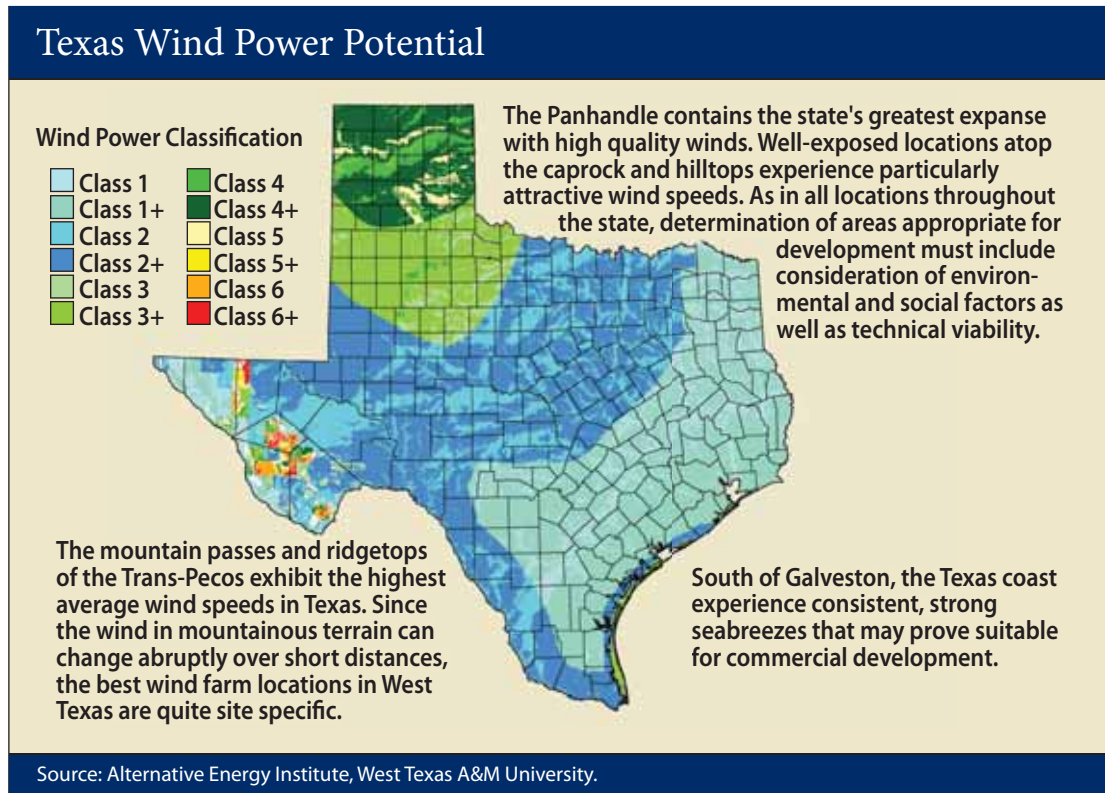 Texas Wind Power Potential
Wind Power Classification
Class 1
Class 1+
Class 2
Class 2+
Class 3
Class 3+
Class 4
Class 4+
Class 5
Class 5+
Class 6
Class 6+
The Panhandle contains the state's greatest expanse
with high quality winds. Well-exposed locations atop
the caprock and hilltops experience particularly
attractive wind speeds. As in all locations throughout
the state, determination of areas appropriate for
development must include
consideration of environ-
mental and social factors as
well as technical viability.
The mountain passes and ridgetops
of the Trans-Pecos exhibit the highest
average wind speeds in Texas. Since
the wind in mountainous terrain can
change abruptly over short distances,
the best wind farm locations in West
Texas are quite site specific.
South of Galveston, the Texas coast
experience consistent, strong
seabreezes that may prove suitable
for commercial development.
Source: Alternative Energy Institute, West Texas A&M University.